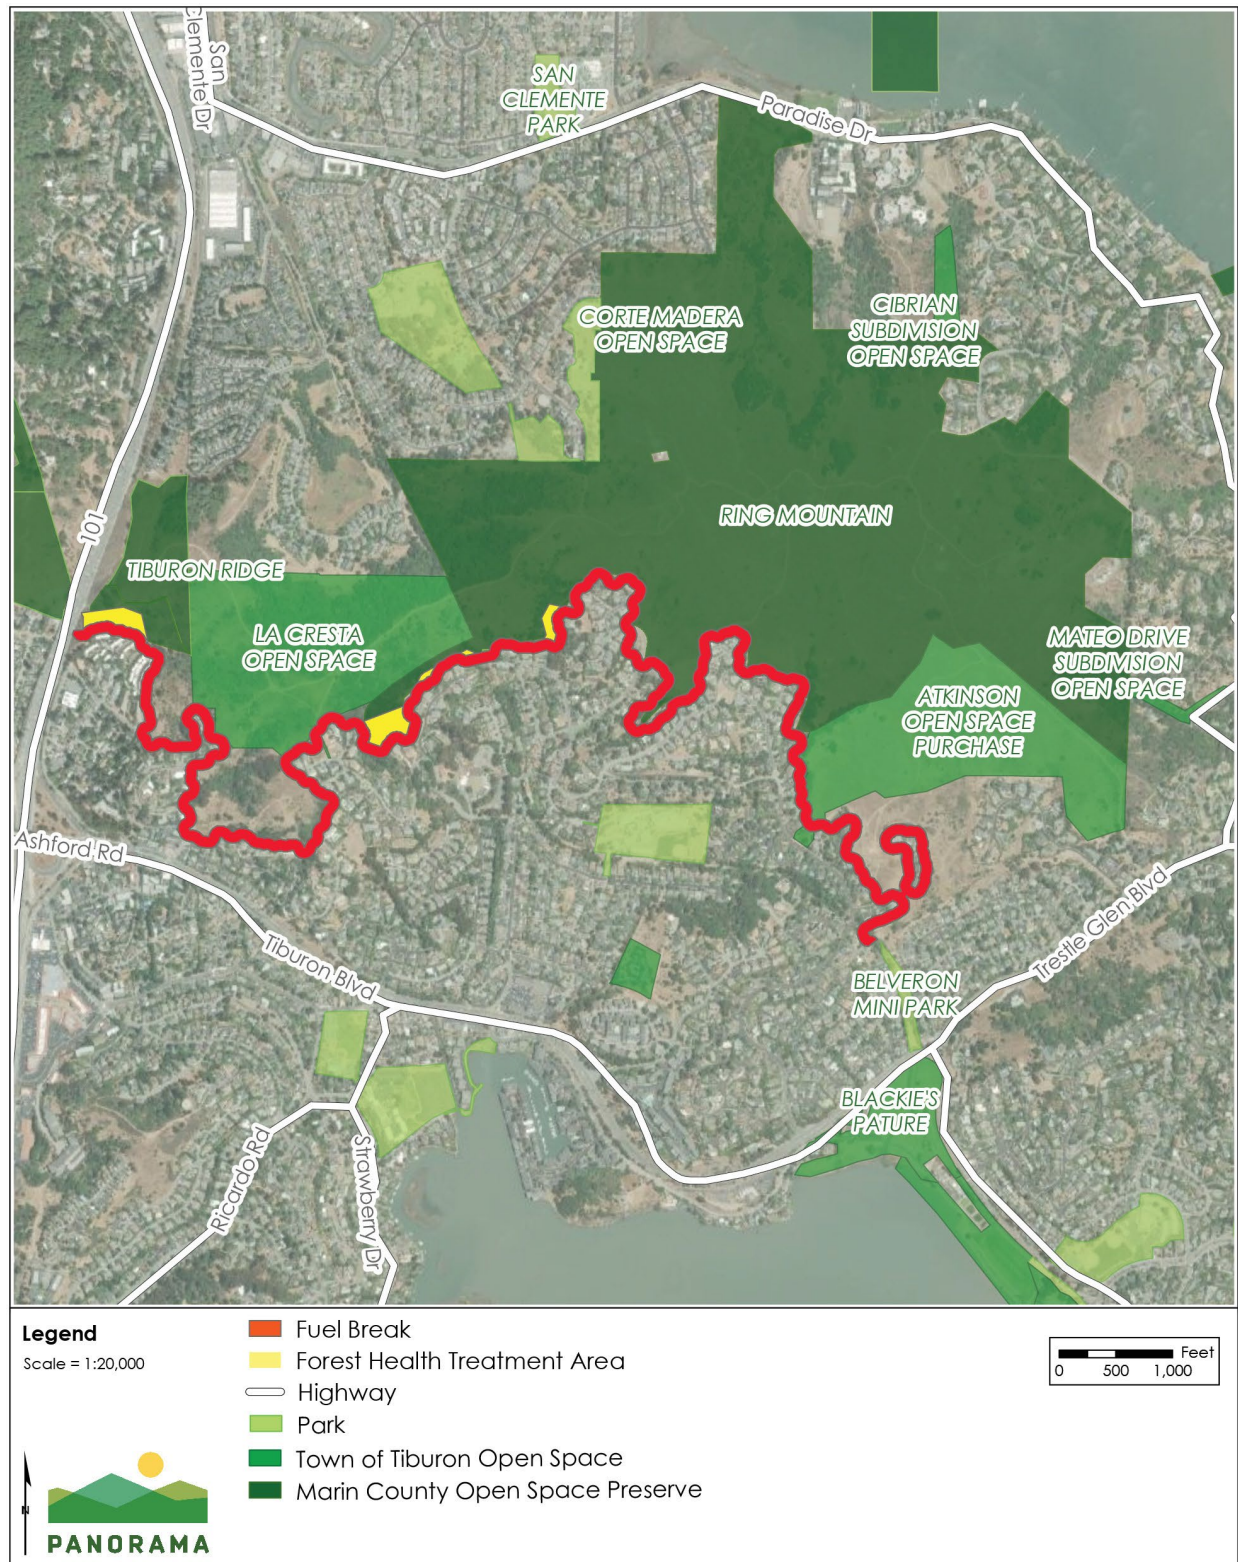 San
Clemente Dr
SAN
CLEMENTE
PARK
Paradise Dr
CORTE MADERA
OPEN SPACE
CIBRIAN
SUBDIVISION
OPEN SPACE
RING MOUNTAIN
101
TIBURON RIDGE
LA CRESTA
OPEN SPACE
MATEO DRIVE
SUBDIVISION
OPEN SPACE
ATKINSON
OPEN SPACE
PURCHASE
Ashford Rd
Tiburon Blvd
Trestle Glen Blvd
BELVERON
MINI PARK
BLACKIE'S
PATURE
Ricardo Rd
Strawberry Dr
Legend
Scale = 1:20,000
Fuel Break
Forest Health Treatment Area
Highway
Park
Town of Tiburon Open Space
Marin County Open Space Preserve
Feet
0 500 1,000
N
PANORAMA